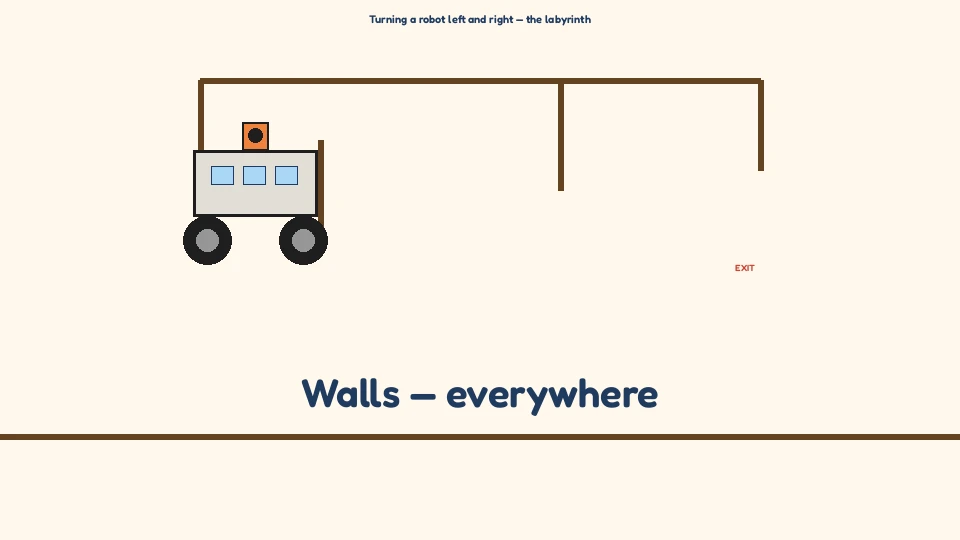 Turning a robot left and right — the labyrinth
EXIT
Walls — everywhere